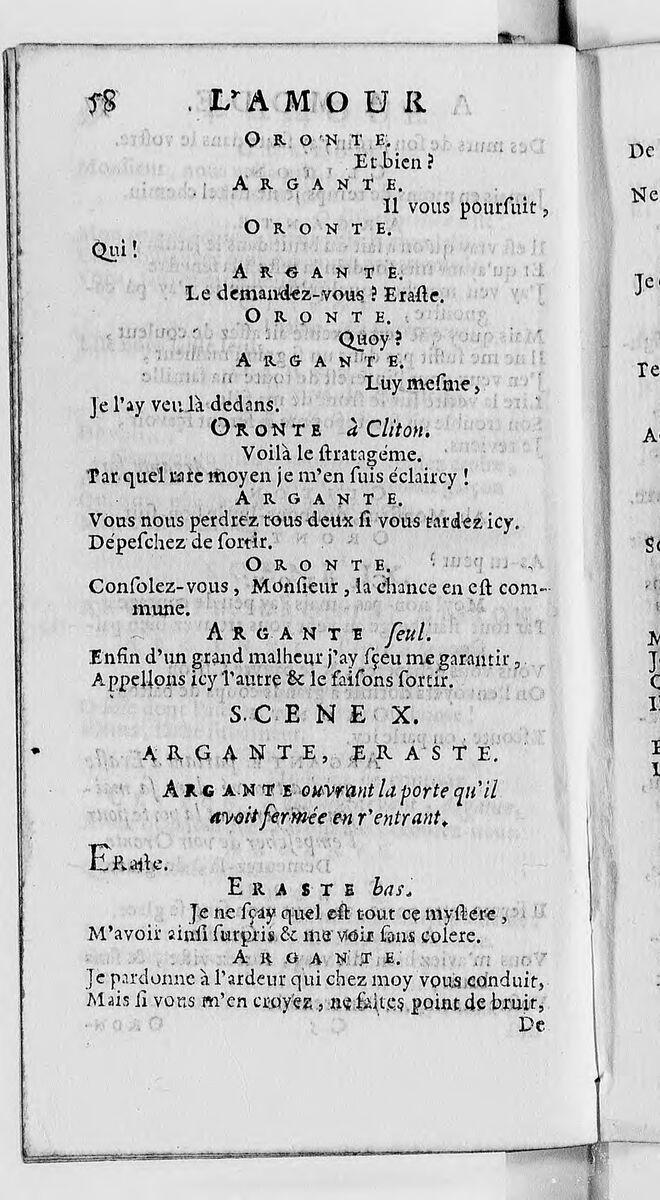 58 L'AMOUR
ORONTE.
Et bien ?
ARGANTE.
Il vous pourſuit,
ORONTE.
Qui !
ARGANTE.
Le demandez-vous ? Eraſte.
ORONTE.
Quoy ?
ARGANTE.
Luy meſme,
Je l'ay veu là dedans.
ORONTE à Cliton.
Voilà le ſtratagéme.
Par quel rare moyen je m'en ſuis éclaircy !
ARGANTE.
Vous nous perdrez tous deux ſi vous tardez icy.
Dépeſchez de ſortir.
ORONTE.
Conſolez-vous, Monſieur, la chance en eſt com-
mune.
ARGANTE ſeul.
Enfin d'un grand malheur j'ay ſçeu me garantir,
Appellons icy l'autre & le faiſons ſortir.
SCENE X.
ARGANTE, ERASTE.
ARGANTE ouvrant la porte qu'il
avoit fermée en r'entrant.
ERaſte.
ERASTE bas.
Je ne ſçay quel eſt tout ce myſtere,
M'avoir ainſi ſurpris & me voir ſans colere.
ARGANTE.
Je pardonne à l'ardeur qui chez moy vous conduit,
Mais ſi vous m'en croyez, ne faites point de bruit,
De
De
Ne
Je
Te
A